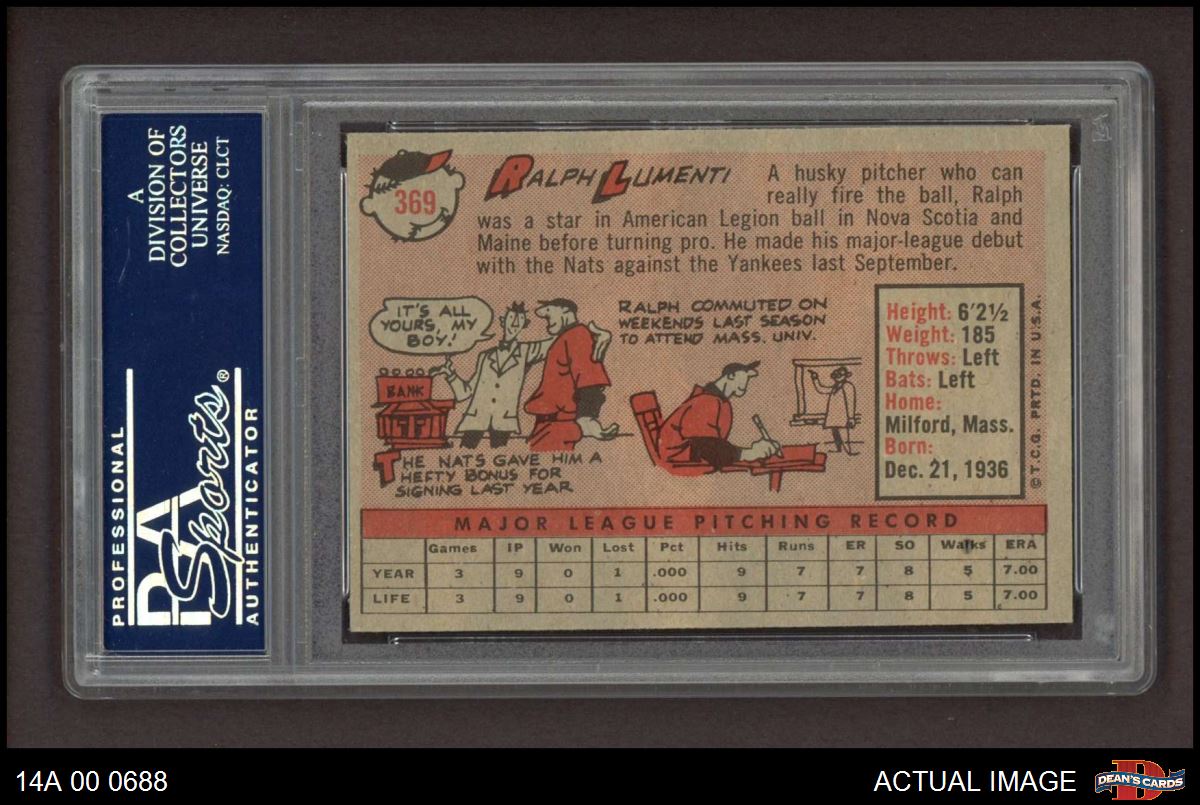 A
DIVISION OF
COLLECTORS
UNIVERSE
NASDAQ: CLCT
PROFESSIONAL
PSA
Sports®
AUTHENTICATOR
369
RALPH LUMENTI
A husky pitcher who can
really fire the ball, Ralph
was a star in American Legion ball in Nova Scotia and
Maine before turning pro. He made his major-league debut
with the Nats against the Yankees last September.
IT'S ALL
YOURS, MY
BOY!
BANK
THE NATS GAVE HIM A
HEFTY BONUS FOR
SIGNING LAST YEAR
RALPH COMMUTED ON
WEEKENDS LAST SEASON
TO ATTEND MASS. UNIV.
Height: 6'2½
Weight: 185
Throws: Left
Bats: Left
Home:
Milford, Mass.
Born:
Dec. 21, 1936
© T.C.G. PRTD. IN U.S.A.
MAJOR LEAGUE PITCHING RECORD
Games IP Won Lost Pct Hits Runs ER SO Walks ERA
YEAR 3 9 0 1 .000 9 7 7 8 5 7.00
LIFE 3 9 0 1 .000 9 7 7 8 5 7.00
14A 00 0688
ACTUAL IMAGE
DEAN'S CARDS